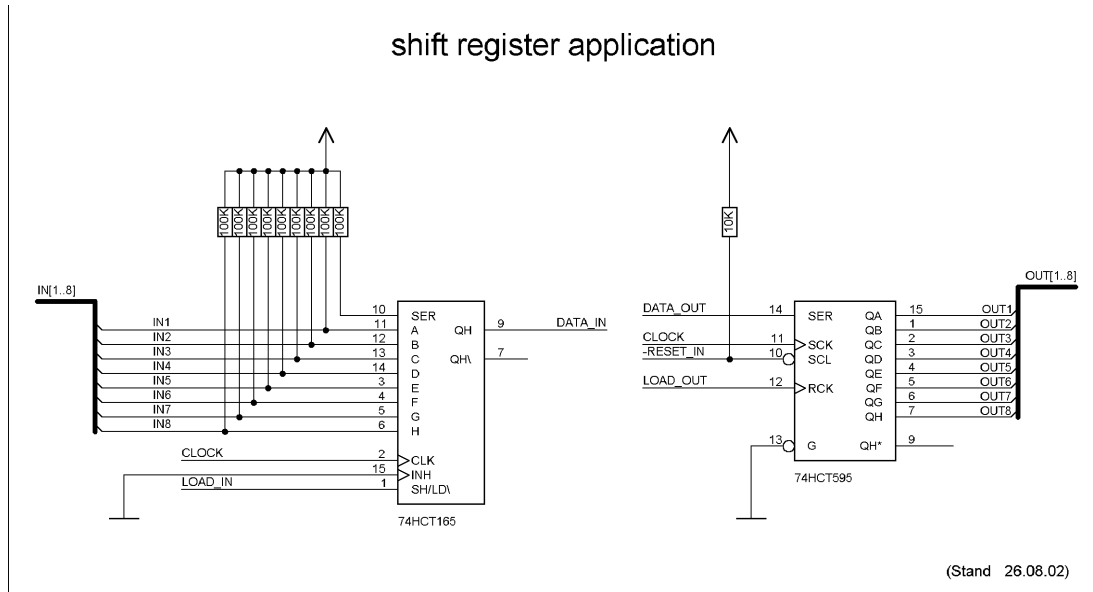 shift register application
100K 100K 100K 100K 100K 100K 100K 100K 100K
10K
IN[1..8]
IN1
IN2
IN3
IN4
IN5
IN6
IN7
IN8
CLOCK
LOAD_IN
10 SER
11 A
12 B
13 C
14 D
3 E
4 F
5 G
6 H
2 CLK
15 INH
1 SH/LD\
QH 9 DATA_IN
QH\ 7
74HCT165
DATA_OUT 14 SER
CLOCK 11 SCK
-RESET_IN 10 SCL
LOAD_OUT 12 RCK
13 G
QA 15 OUT1
QB 1 OUT2
QC 2 OUT3
QD 3 OUT4
QE 4 OUT5
QF 5 OUT6
QG 6 OUT7
QH 7 OUT8
QH* 9
OUT[1..8]
74HCT595
(Stand 26.08.02)